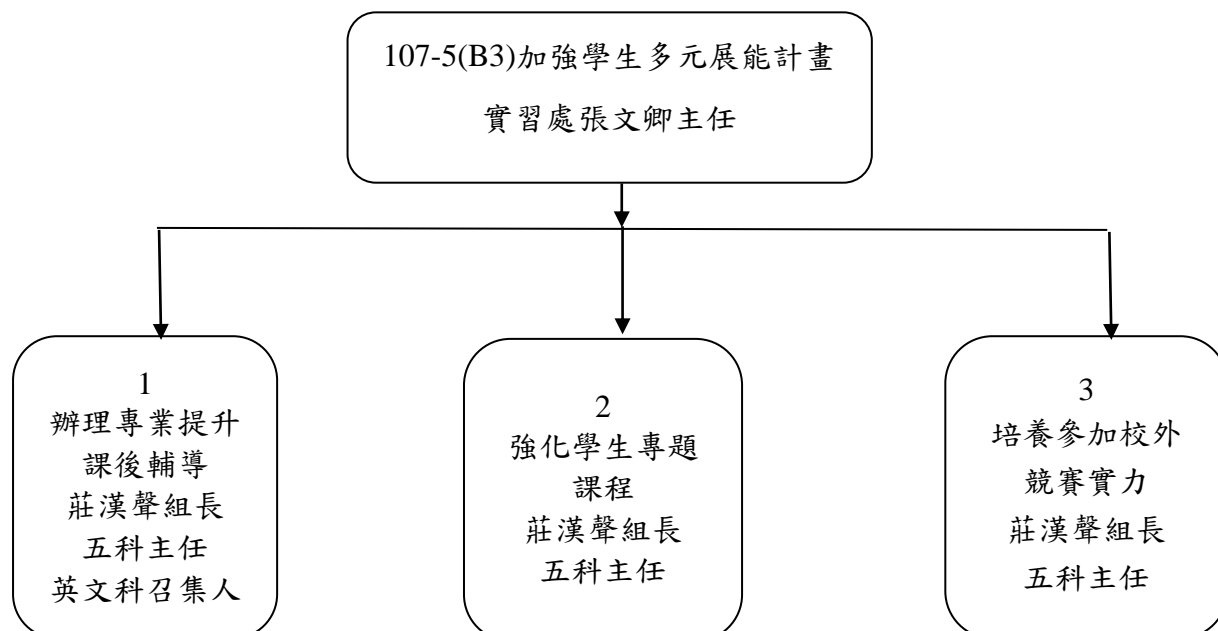 107-5(B3)加強學生多元展能計畫
實習處張文卿主任
1
辦理專業提升
課後輔導
莊漢聲組長
五科主任
英文科召集人
2
強化學生專題
課程
莊漢聲組長
五科主任
3
培養參加校外
競賽實力
莊漢聲組長
五科主任